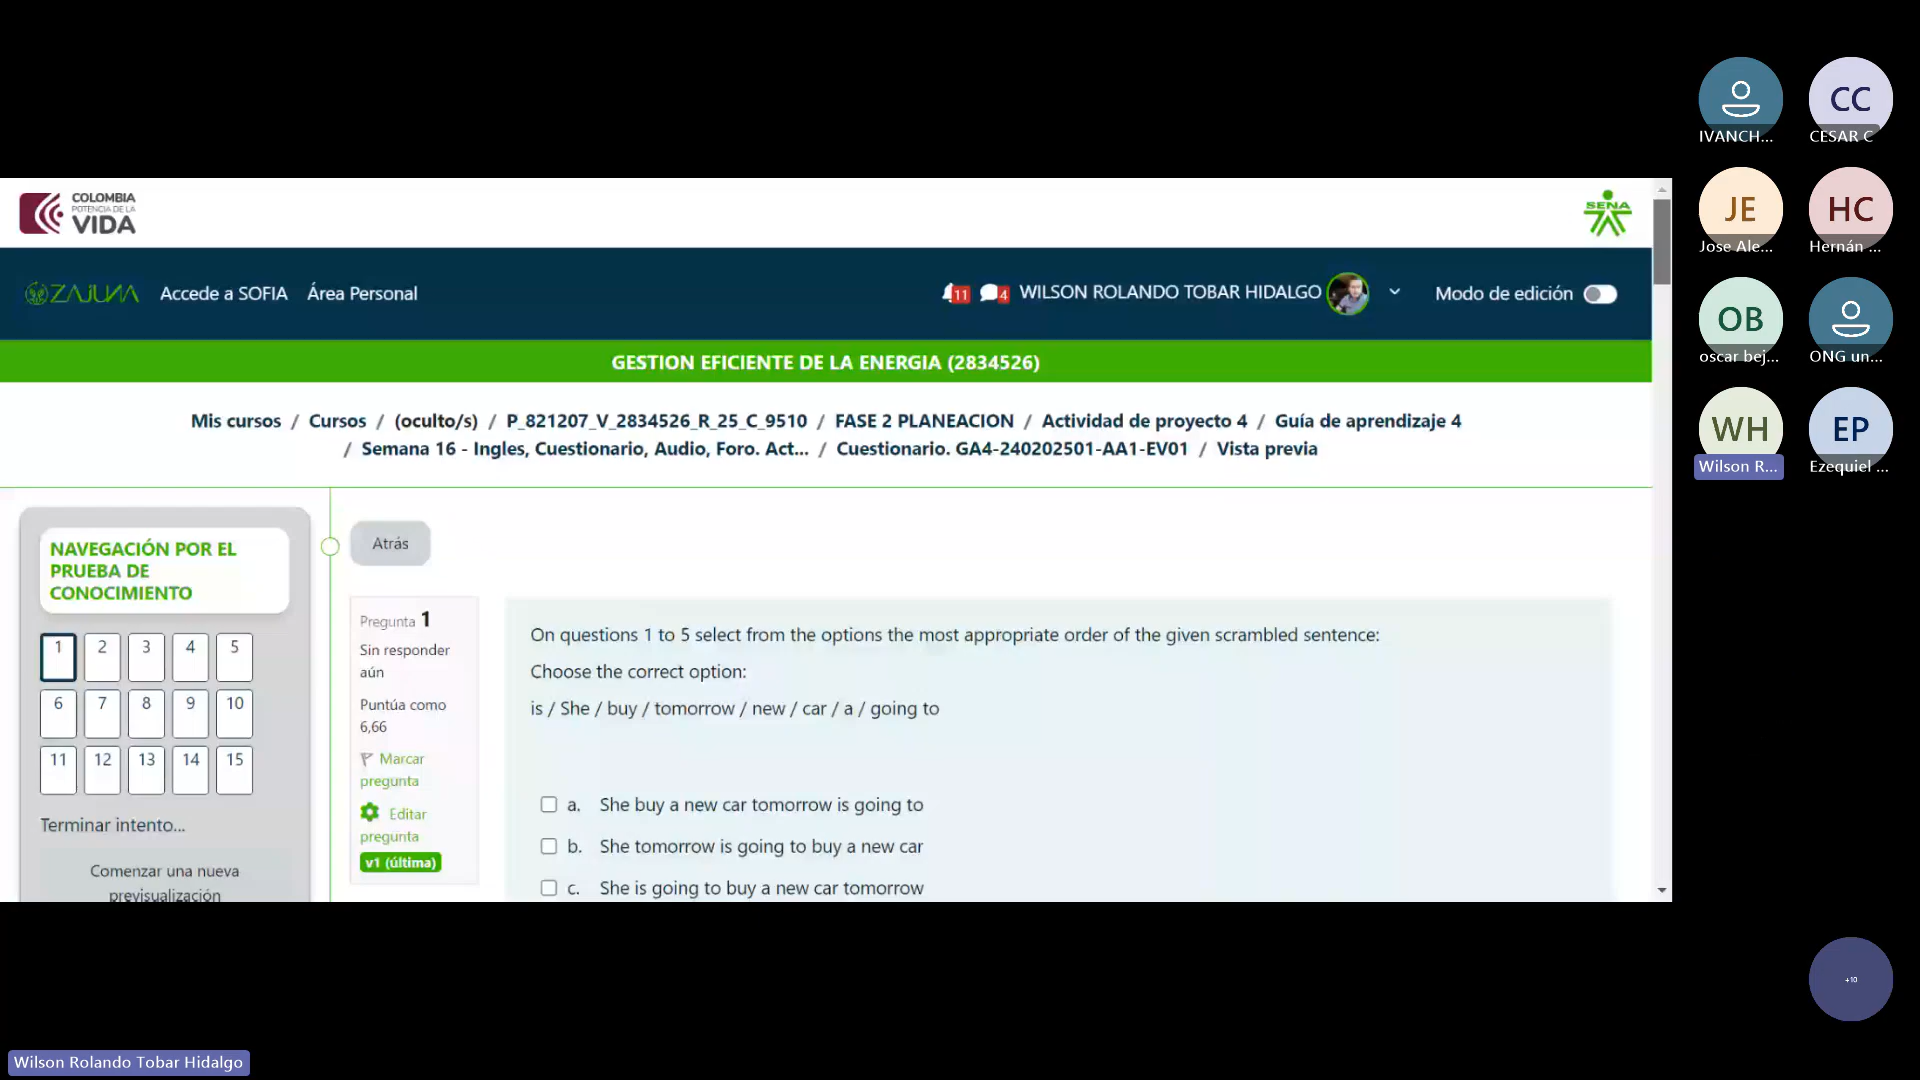 COLOMBIA
POTENCIA DE LA
VIDA
SENA
ZAJUNA Accede a SOFIA Área Personal 11 4 WILSON ROLANDO TOBAR HIDALGO Modo de edición
GESTION EFICIENTE DE LA ENERGIA (2834526)
Mis cursos / Cursos / (oculto/s) / P_821207_V_2834526_R_25_C_9510 / FASE 2 PLANEACION / Actividad de proyecto 4 / Guía de aprendizaje 4
/ Semana 16 - Ingles, Cuestionario, Audio, Foro. Act... / Cuestionario. GA4-240202501-AA1-EV01 / Vista previa
NAVEGACIÓN POR EL
PRUEBA DE
CONOCIMIENTO
1 2 3 4 5
6 7 8 9 10
11 12 13 14 15
Terminar intento...
Comenzar una nueva
previsualización
Atrás
Pregunta 1
Sin responder
aún
Puntúa como
6,66
Marcar
pregunta
Editar
pregunta
v1 (última)
On questions 1 to 5 select from the options the most appropriate order of the given scrambled sentence:
Choose the correct option:
is / She / buy / tomorrow / new / car / a / going to
a. She buy a new car tomorrow is going to
b. She tomorrow is going to buy a new car
c. She is going to buy a new car tomorrow
IVANCH...
CC
CESAR C
JE
Jose Ale...
HC
Hernán ...
OB
oscar bej...
ONG un...
WH
Wilson R...
EP
Ezequiel ...
+10
Wilson Rolando Tobar Hidalgo